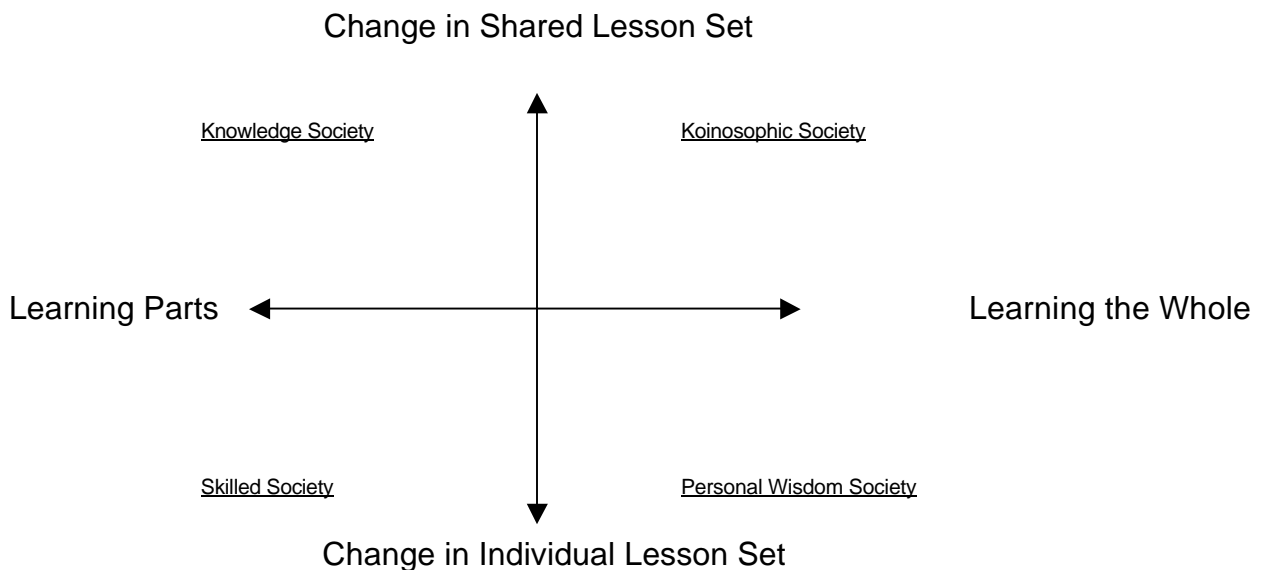 Change in Shared Lesson Set
Knowledge Society
Koinosophic Society
Learning Parts
Learning the Whole
Skilled Society
Personal Wisdom Society
Change in Individual Lesson Set